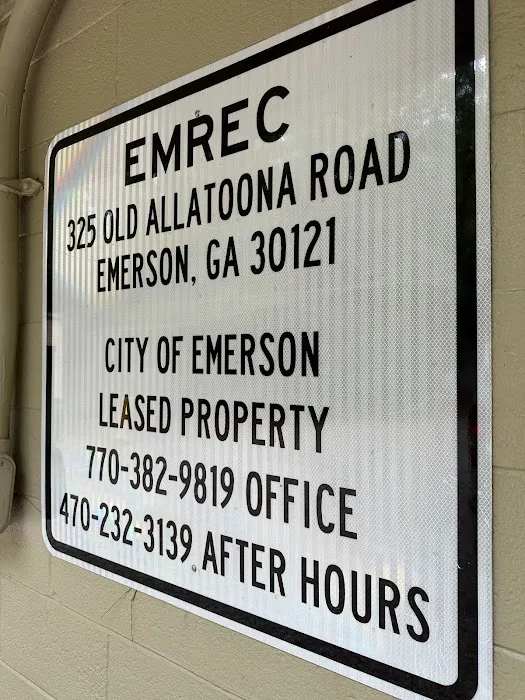 EMREC
325 OLD ALLATOONA ROAD
EMERSON, GA 30121
CITY OF EMERSON
LEASED PROPERTY
770-382-9819 OFFICE
470-232-3139 AFTER HOURS